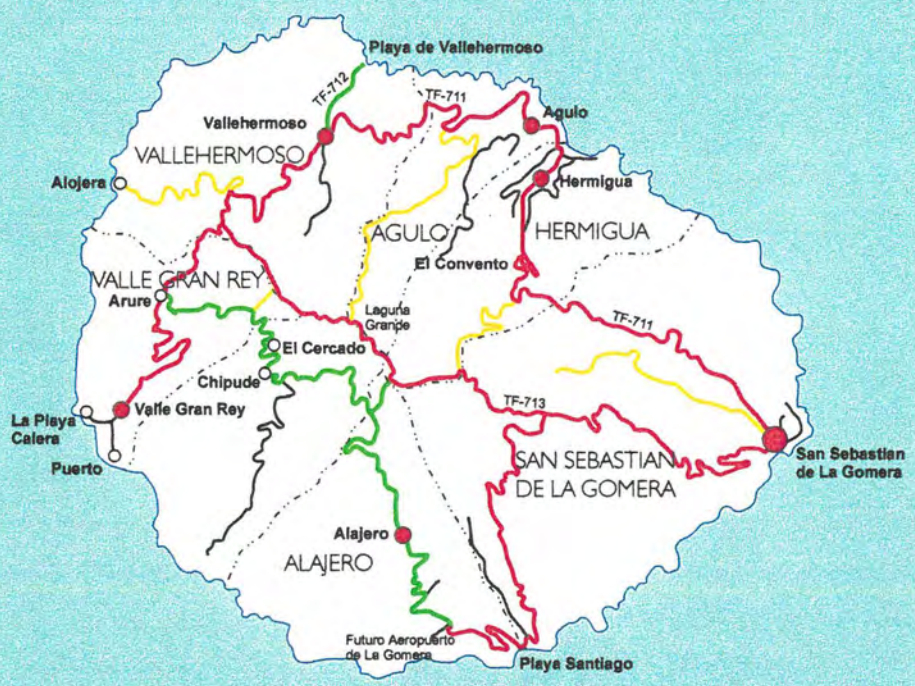 Playa de Vallehermoso
TF-712
TF-711
Agulo
Vallehermoso
VALLEHERMOSO
Alojera
Hermigua
AGULO
HERMIGUA
El Convento
VALLE GRAN REY
Arure
Laguna
Grande
TF-711
El Cercado
Chipude
TF-713
La Playa
Calera
Valle Gran Rey
Puerto
SAN SEBASTIAN
DE LA GOMERA
San Sebastian
de La Gomera
Alajero
ALAJERO
Futuro Aeropuerto
de La Gomera
Playa Santiago